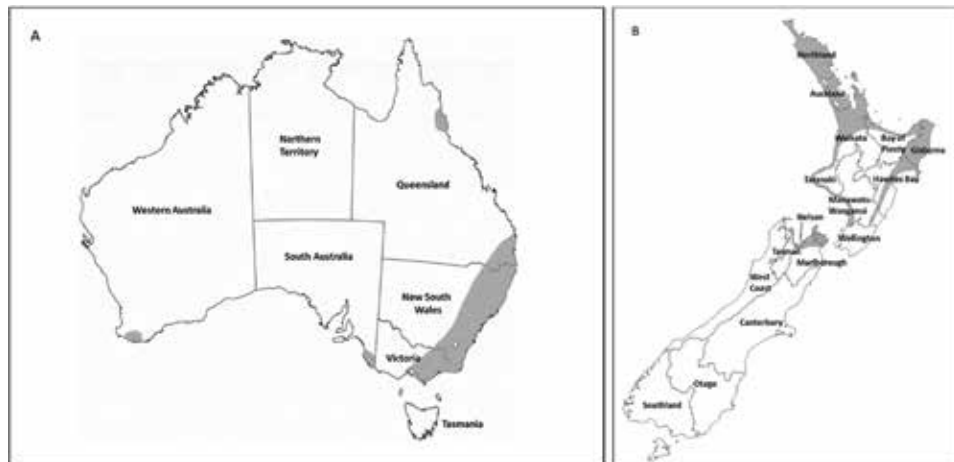 A
Northern
Territory
Queensland
Western Australia
South Australia
New South
Wales
Victoria
Tasmania
B
Northland
Auckland
Waikato
Bay of
Plenty
Gisborne
Taranaki
Hawkes Bay
Manawatu-
Wanganui
Nelson
Wellington
Tasman
Marlborough
West
Coast
Canterbury
Otago
Southland